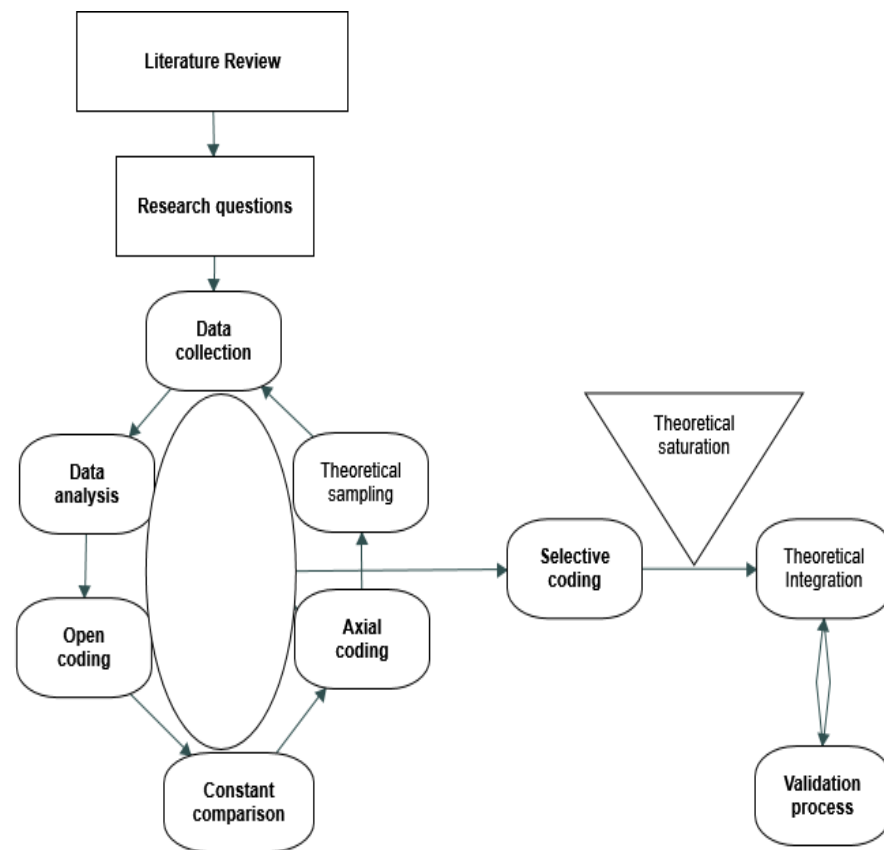 Literature Review
Research questions
Data
collection
Data
analysis
Theoretical
sampling
Theoretical
saturation
Selective
coding
Theoretical
Integration
Open
coding
Axial
coding
Constant
comparison
Validation
process